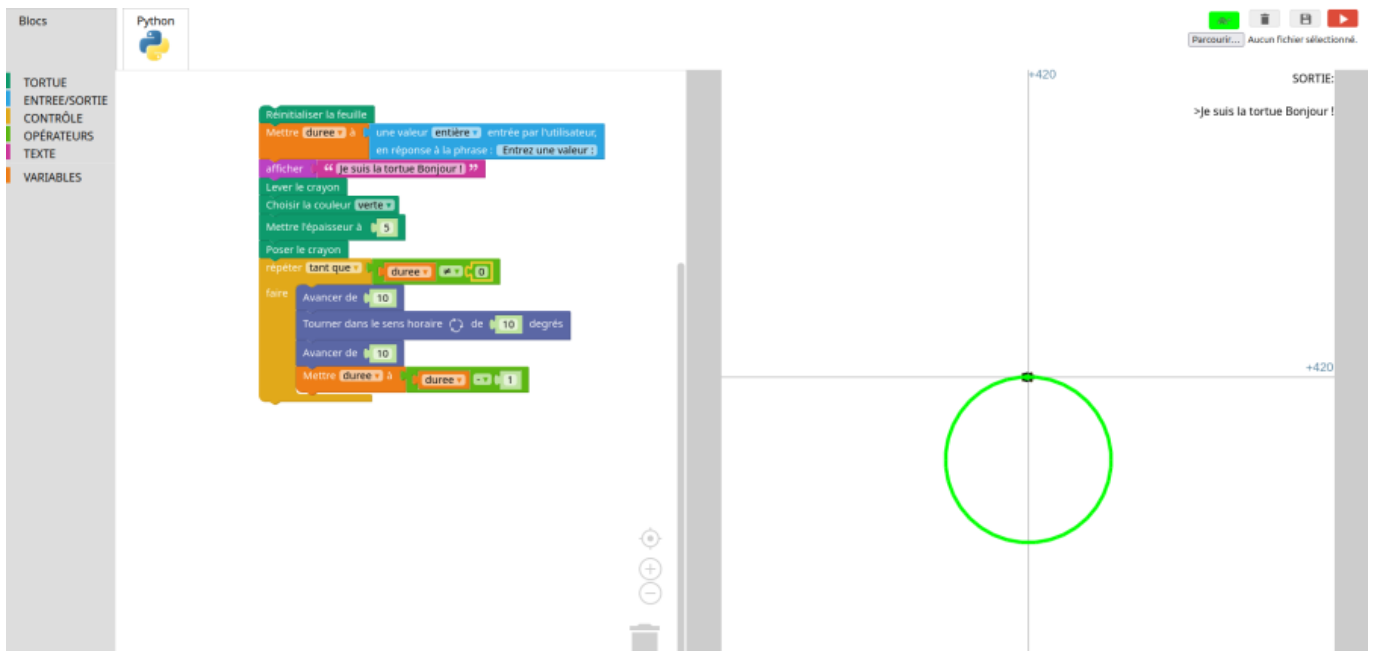 Blocs
Python
Parcourir... Aucun fichier sélectionné.
TORTUE
ENTREE/SORTIE
CONTRÔLE
OPÉRATEURS
TEXTE
VARIABLES
Réinitialiser la feuille
Mettre duree à une valeur entière entrée par l'utilisateur,
en réponse à la phrase : Entrez une valeur :
afficher “ Je suis la tortue Bonjour ! ”
Lever le crayon
Choisir la couleur verte
Mettre l'épaisseur à 5
Poser le crayon
répéter tant que duree ≠ 0
faire
Avancer de 10
Tourner dans le sens horaire de 10 degrés
Avancer de 10
Mettre duree à duree - 1
+420
SORTIE:
>Je suis la tortue Bonjour !
+420